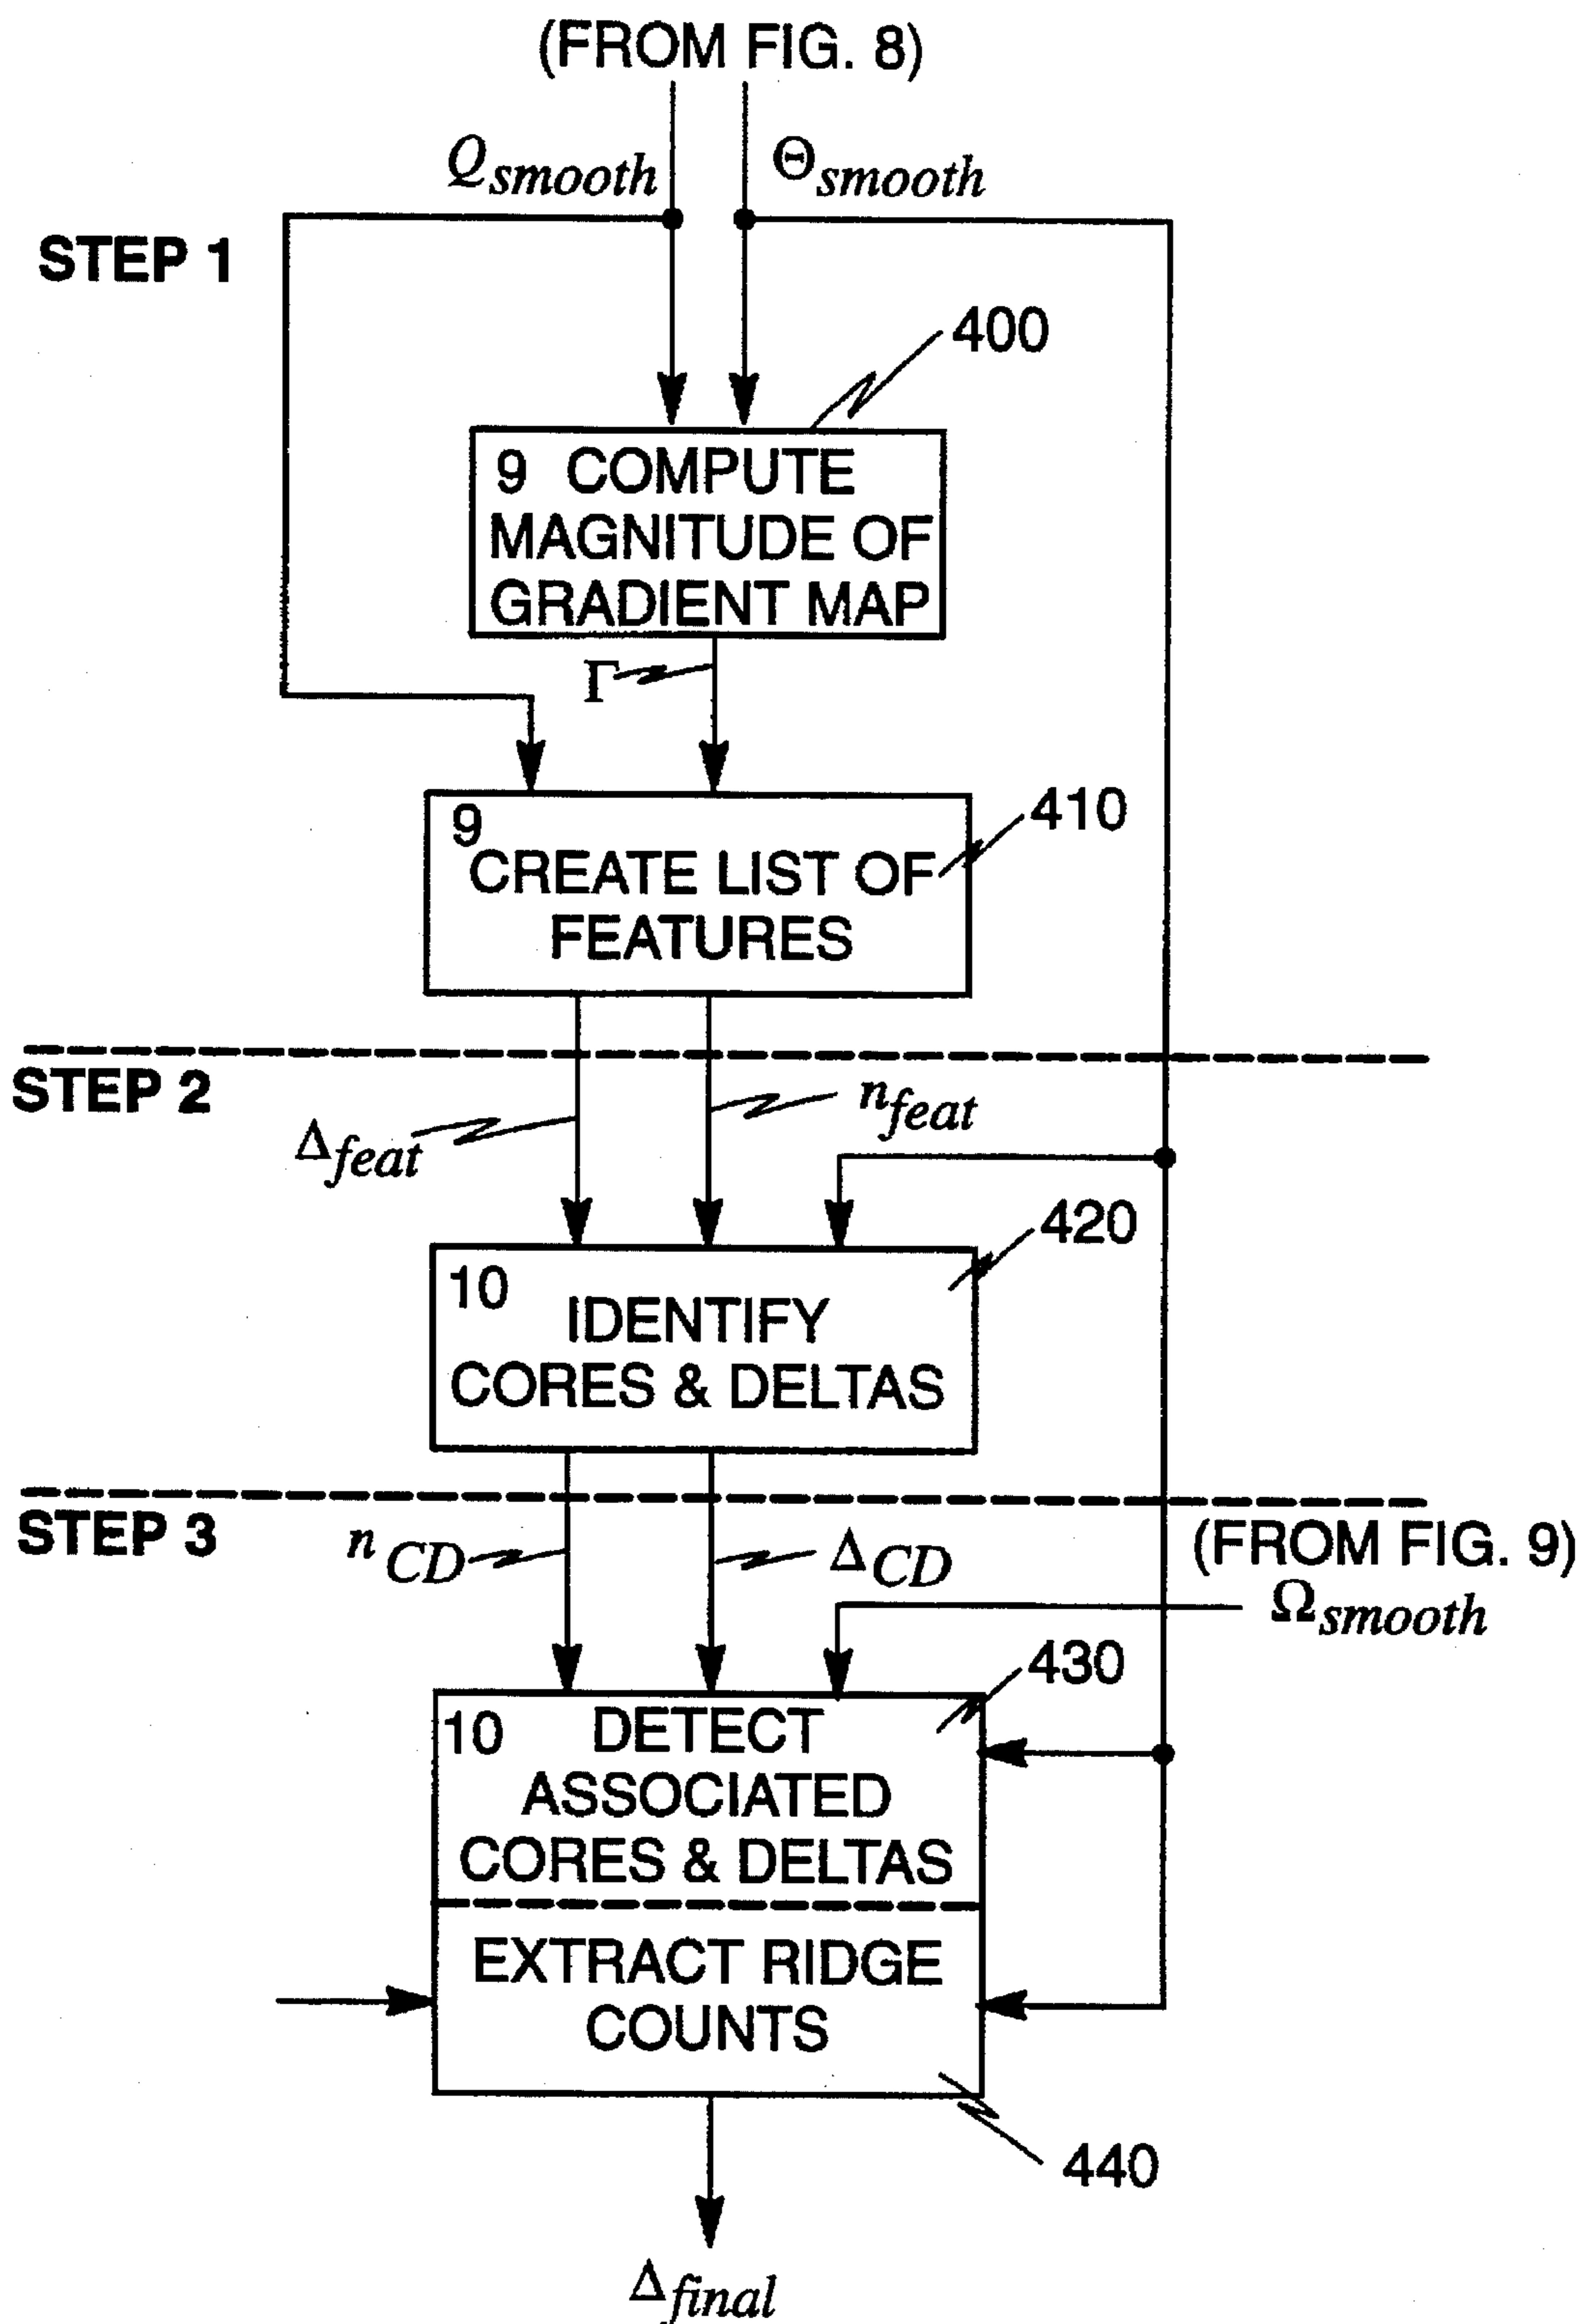 (FROM FIG. 8)
Qsmooth
Θsmooth
STEP 1
400
9 COMPUTE
MAGNITUDE OF
GRADIENT MAP
Γ
410
9
CREATE LIST OF
FEATURES
STEP 2
Δfeat
nfeat
420
10
IDENTIFY
CORES & DELTAS
STEP 3
nCD
ΔCD
(FROM FIG. 9)
Ωsmooth
430
10 DETECT
ASSOCIATED
CORES & DELTAS
EXTRACT RIDGE
COUNTS
440
Δfinal